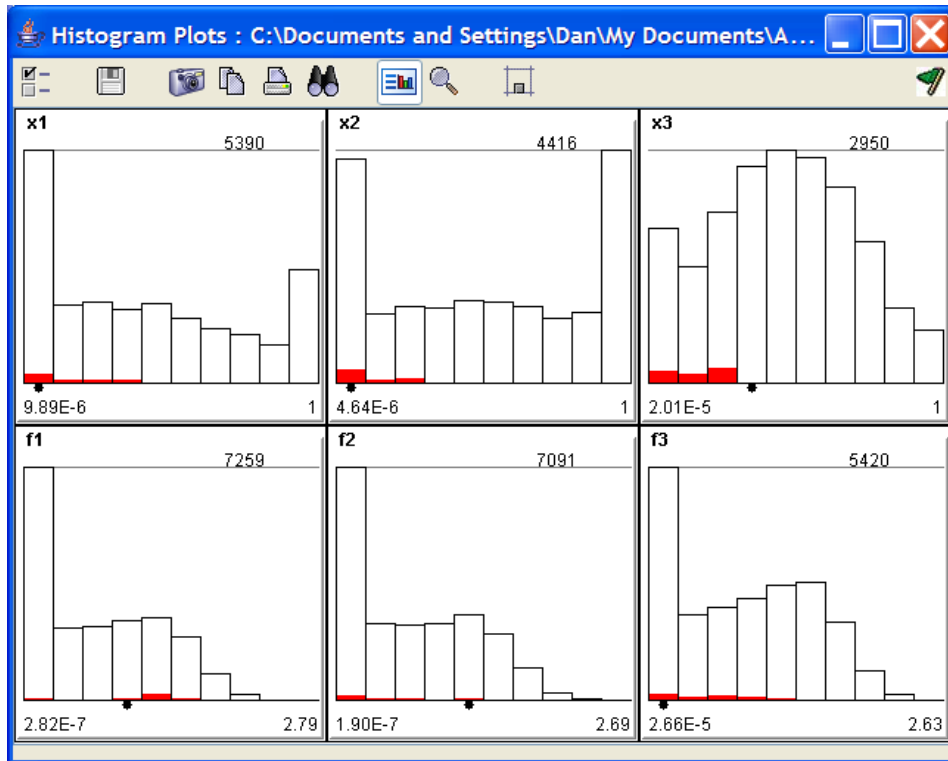 Histogram Plots : C:\Documents and Settings\Dan\My Documents\A...
x1
5390
9.89E-6 1
x2
4416
4.64E-6 1
x3
2950
2.01E-5 1
f1
7259
2.82E-7 2.79
f2
7091
1.90E-7 2.69
f3
5420
2.66E-5 2.63